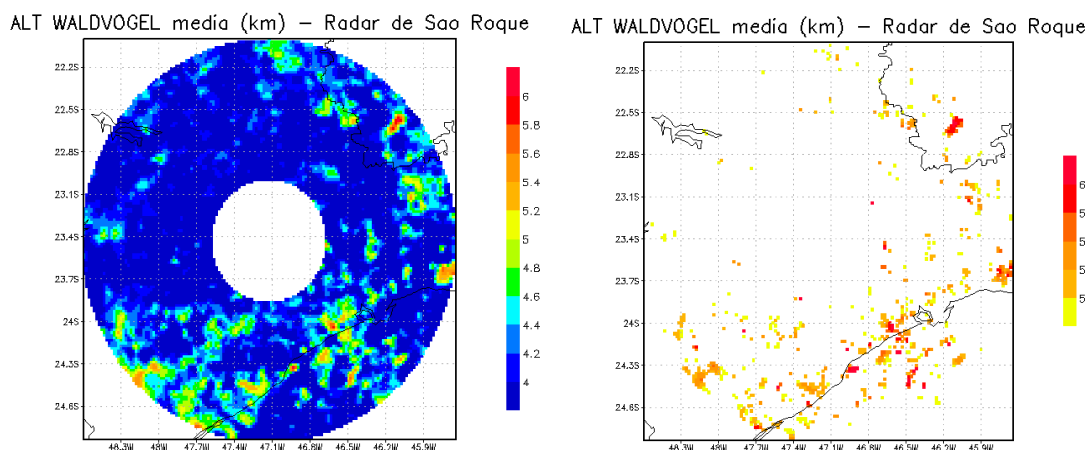 ALT WALDVOGEL media (km) – Radar de Sao Roque
22.2S
22.5S
22.8S
23.1S
23.4S
23.7S
24S
24.3S
24.6S
48.3W 48W 47.7W 47.4W 47.1W 46.8W 46.5W 46.2W 45.9W
6
5.8
5.6
5.4
5.2
5
4.8
4.6
4.4
4.2
4
ALT WALDVOGEL media (km) – Radar de Sao Roque
22.2S
22.5S
22.8S
23.1S
23.4S
23.7S
24S
24.3S
24.6S
48.3W 48W 47.7W 47.4W 47.1W 46.8W 46.5W 46.2W 45.9W
6
5
5
5
5